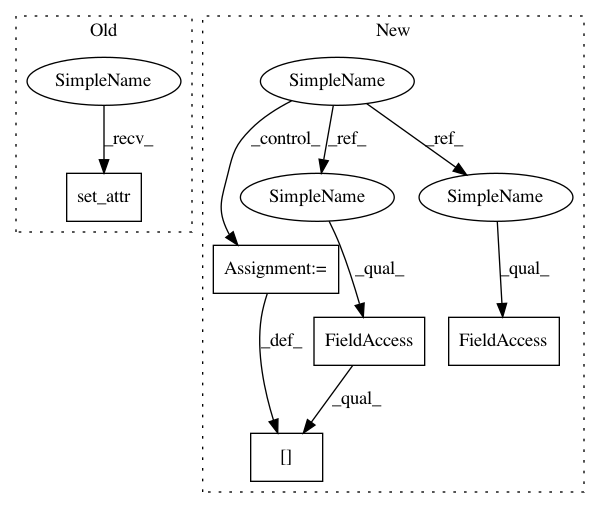 Old
New
SimpleName
SimpleName
_recv_
_control_
_ref_
_ref_
set_attr
SimpleName
SimpleName
Assignment:=
_qual_
_qual_
_def_
FieldAccess
FieldAccess
_qual_
[]